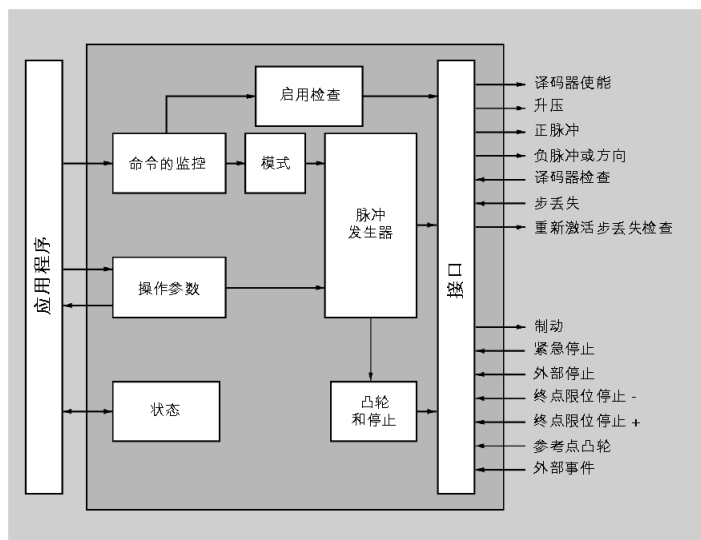 应用程序
启用检查
命令的监控
模式
脉冲
发生器
操作参数
状态
凸轮
和停止
接口
译码器使能
升压
正脉冲
负脉冲或方向
译码器检查
步丢失
重新激活步丢失检查
制动
紧急停止
外部停止
终点限位停止 -
终点限位停止 +
参考点凸轮
外部事件